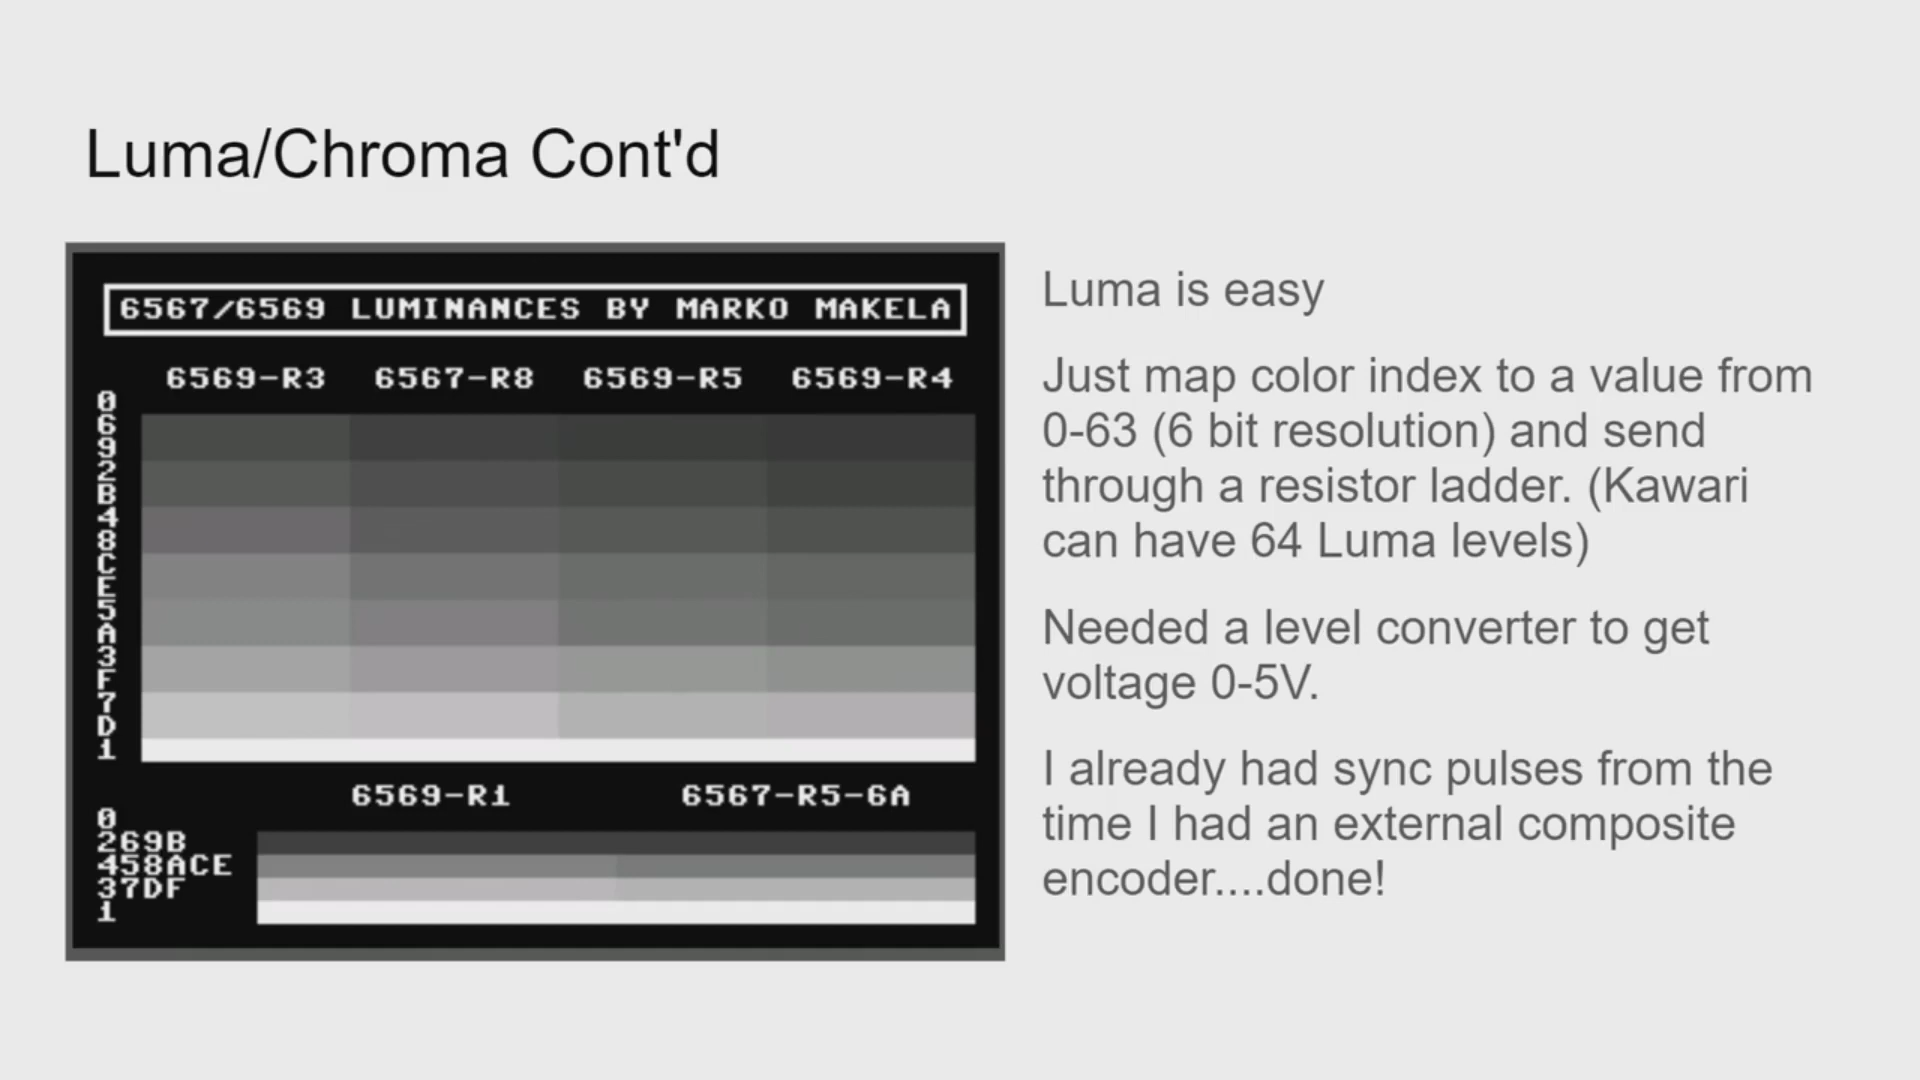 Luma/Chroma Cont'd
6567/6569 LUMINANCES BY MARKO MAKELA
6569-R3 6567-R8 6569-R5 6569-R4
0
6
9
2
B
4
8
C
E
5
A
3
F
7
D
1
6569-R1 6567-R5-6A
0
269B
458ACE
37DF
1
Luma is easy
Just map color index to a value from
0-63 (6 bit resolution) and send
through a resistor ladder. (Kawari
can have 64 Luma levels)
Needed a level converter to get
voltage 0-5V.
I already had sync pulses from the
time I had an external composite
encoder....done!